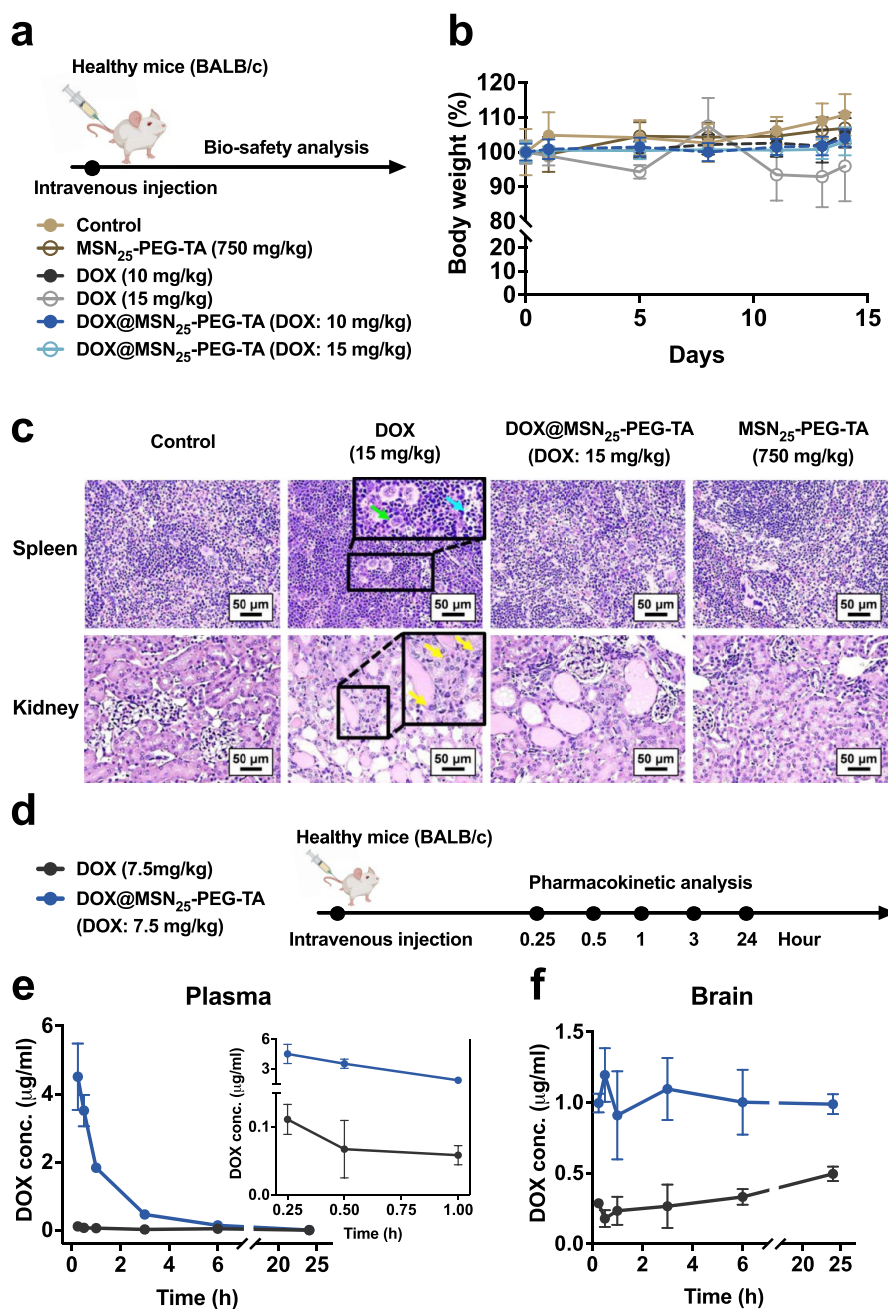 a
Healthy mice (BALB/c)
Bio-safety analysis
Intravenous injection
Control
MSN25-PEG-TA (750 mg/kg)
DOX (10 mg/kg)
DOX (15 mg/kg)
DOX@MSN25-PEG-TA (DOX: 10 mg/kg)
DOX@MSN25-PEG-TA (DOX: 15 mg/kg)
b
Body weight (%)
120
110
100
90
80
20
10
0
0
5
10
15
Days
c
Control
DOX
(15 mg/kg)
DOX@MSN25-PEG-TA
(DOX: 15 mg/kg)
MSN25-PEG-TA
(750 mg/kg)
Spleen
50 μm
50 μm
50 μm
50 μm
Kidney
50 μm
50 μm
50 μm
50 μm
d
DOX (7.5mg/kg)
DOX@MSN25-PEG-TA
(DOX: 7.5 mg/kg)
Healthy mice (BALB/c)
Pharmacokinetic analysis
Intravenous injection
0.25
0.5
1
3
24
Hour
e
Plasma
DOX conc. (μg/ml)
6
4
2
0
0
2
4
6
20
25
Time (h)
DOX conc. (μg/ml)
6
3
0.1
0.0
0.25
0.50
0.75
1.00
Time (h)
f
Brain
DOX conc. (μg/ml)
1.5
1.0
0.5
0.0
0
2
4
6
20
25
Time (h)